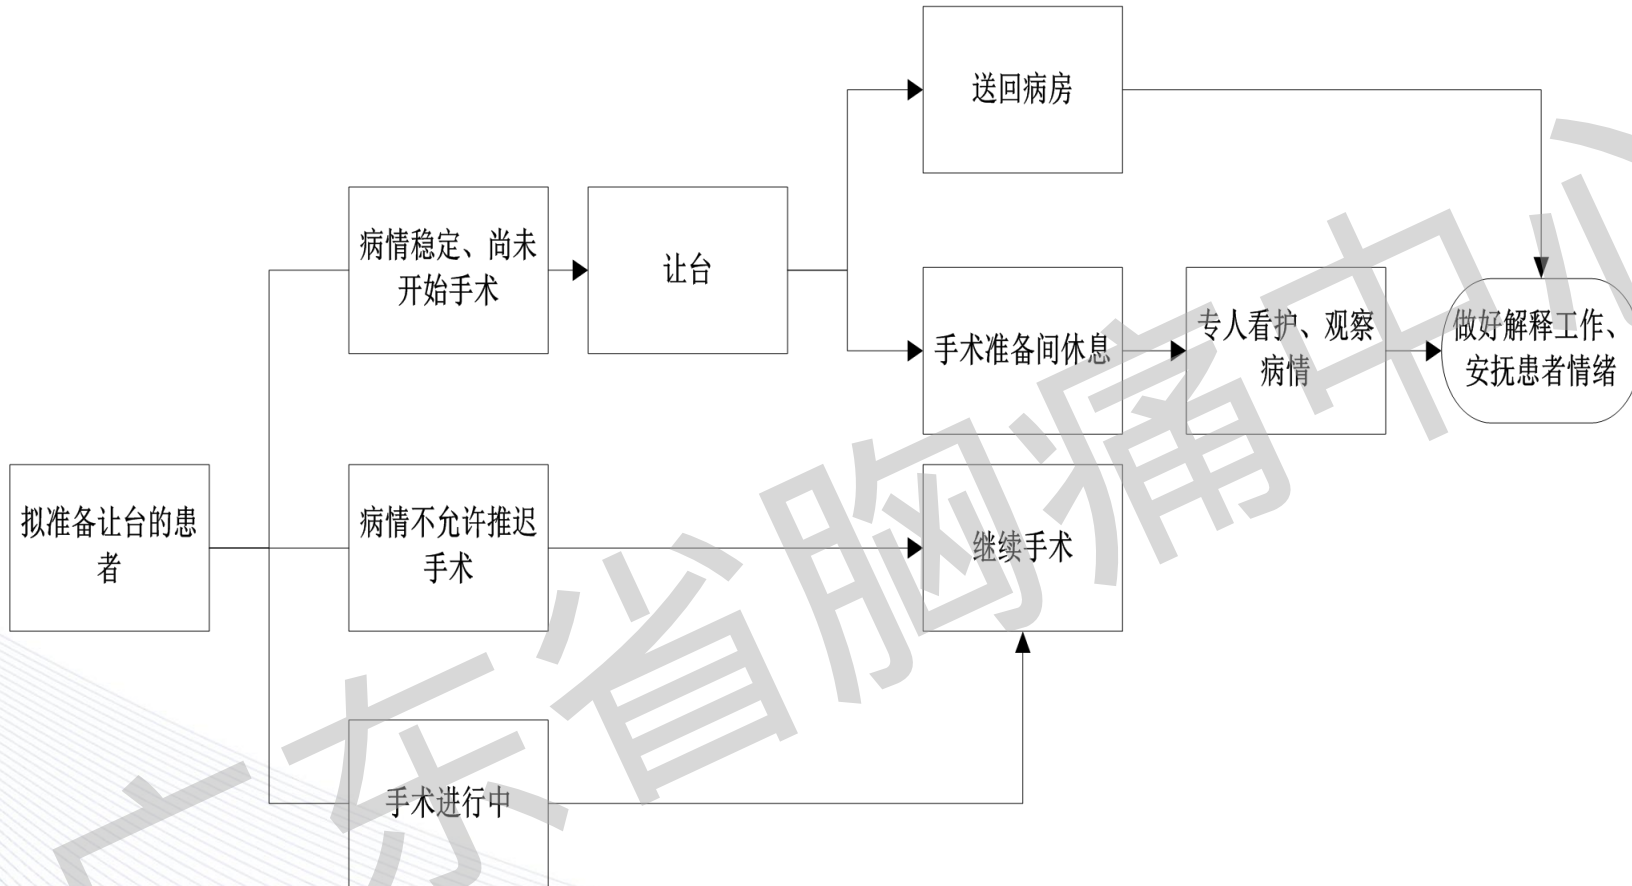 送回病房
病情稳定、尚未
开始手术
让台
手术准备间休息
专人看护、观察
病情
做好解释工作、
安抚患者情绪
拟准备让台的患
者
病情不允许推迟
手术
继续手术
手术进行中
广东省胸痛中心